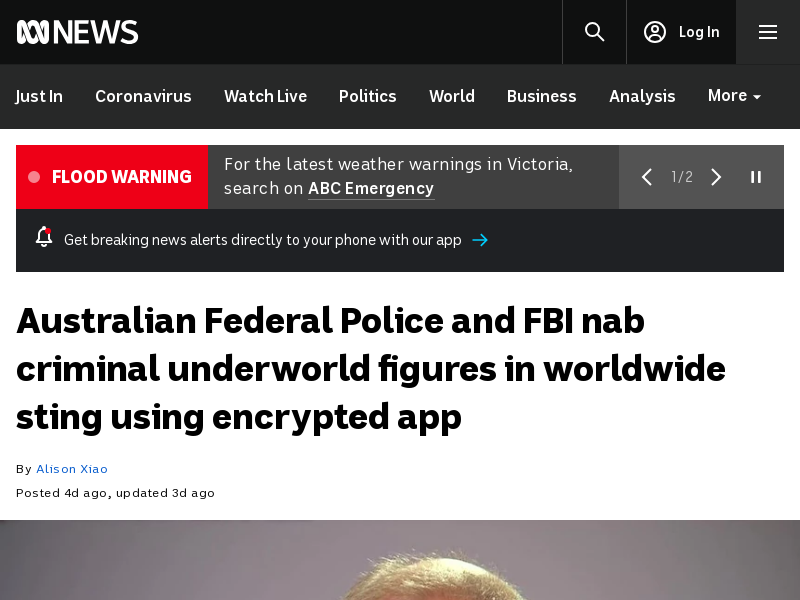 NEWS
Log In
Just In Coronavirus Watch Live Politics World Business Analysis More
FLOOD WARNING
For the latest weather warnings in Victoria,
search on ABC Emergency
1/2
Get breaking news alerts directly to your phone with our app
Australian Federal Police and FBI nab
criminal underworld figures in worldwide
sting using encrypted app
By Alison Xiao
Posted 4d ago, updated 3d ago